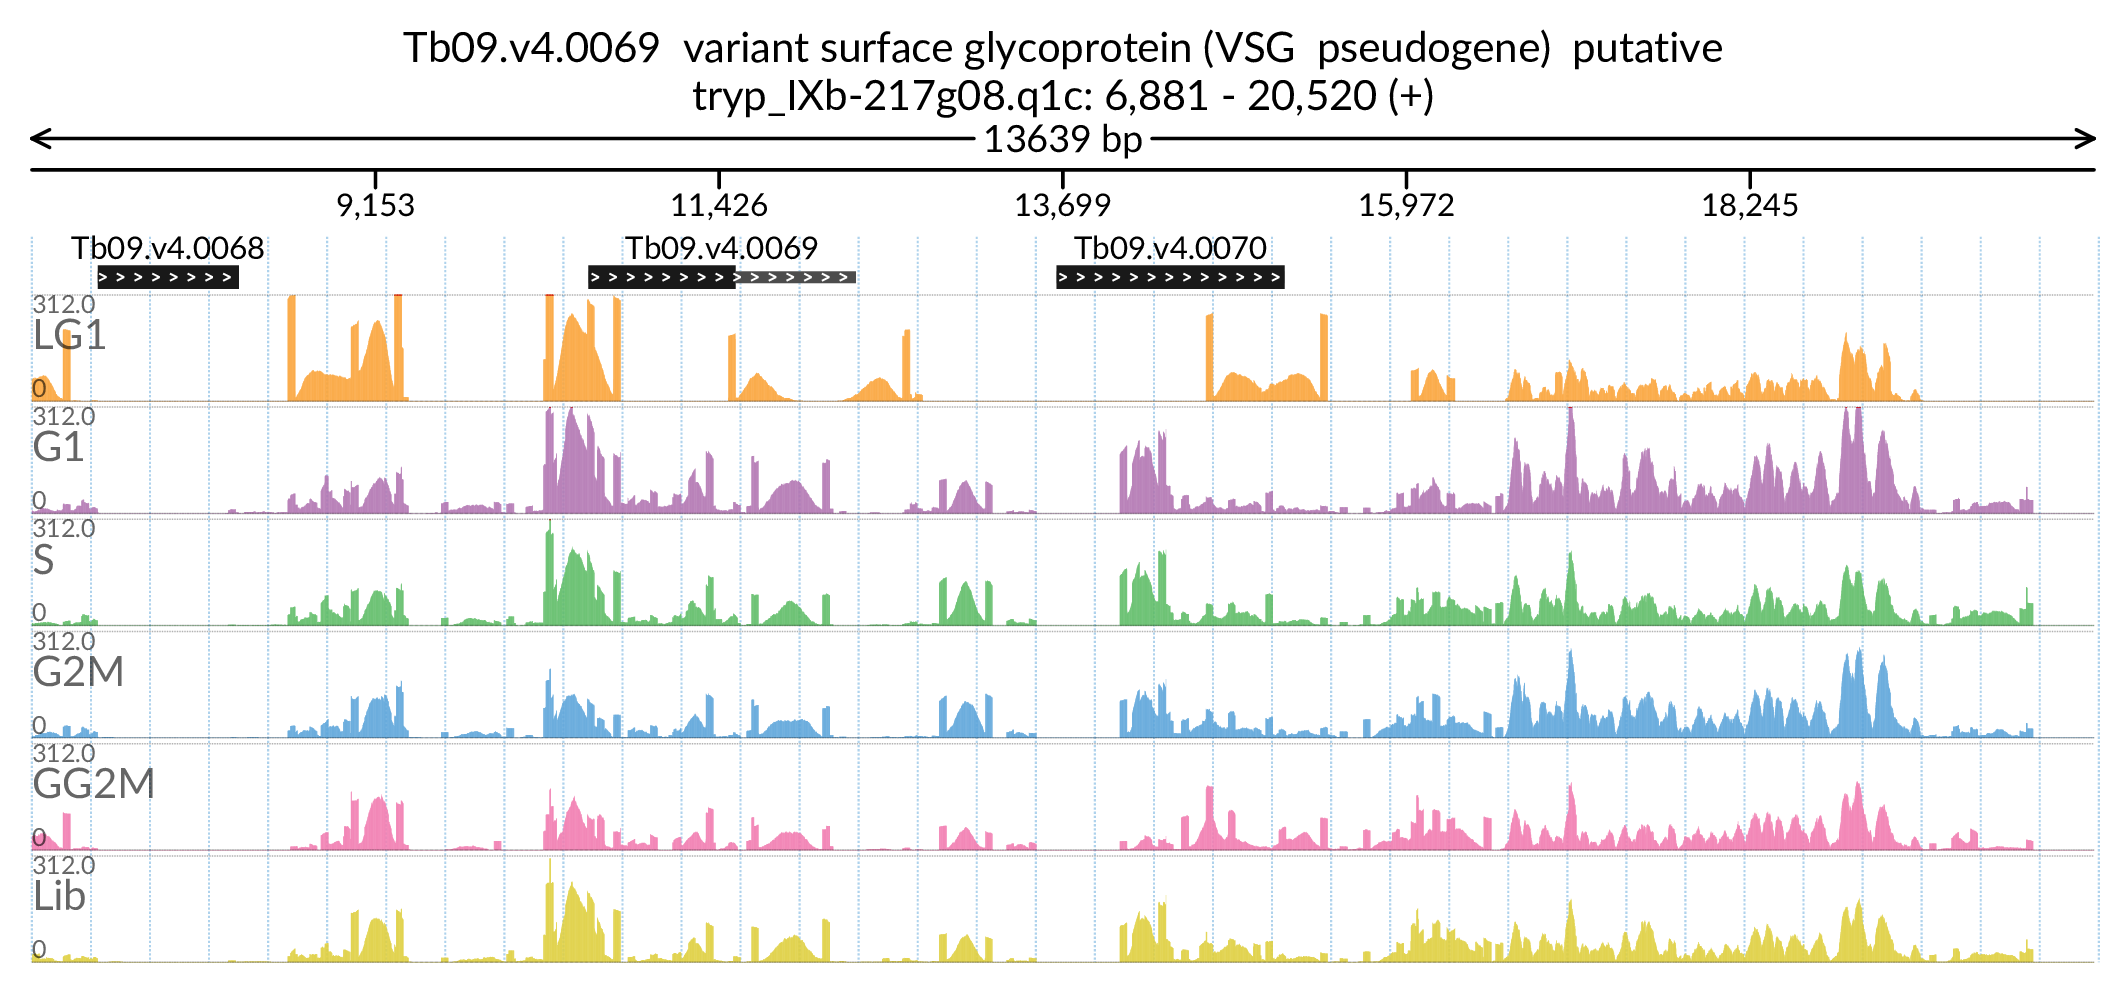 Tb09.v4.0069  variant surface glycoprotein (VSG  pseudogene)  putative
tryp_IXb-217g08.q1c: 6,881 - 20,520 (+)
13639 bp
9,153 11,426 13,699 15,972 18,245
Tb09.v4.0068 Tb09.v4.0069 Tb09.v4.0070
312.0
LG1
0
312.0
G1
0
312.0
S
0
312.0
G2M
0
312.0
GG2M
0
312.0
Lib
0